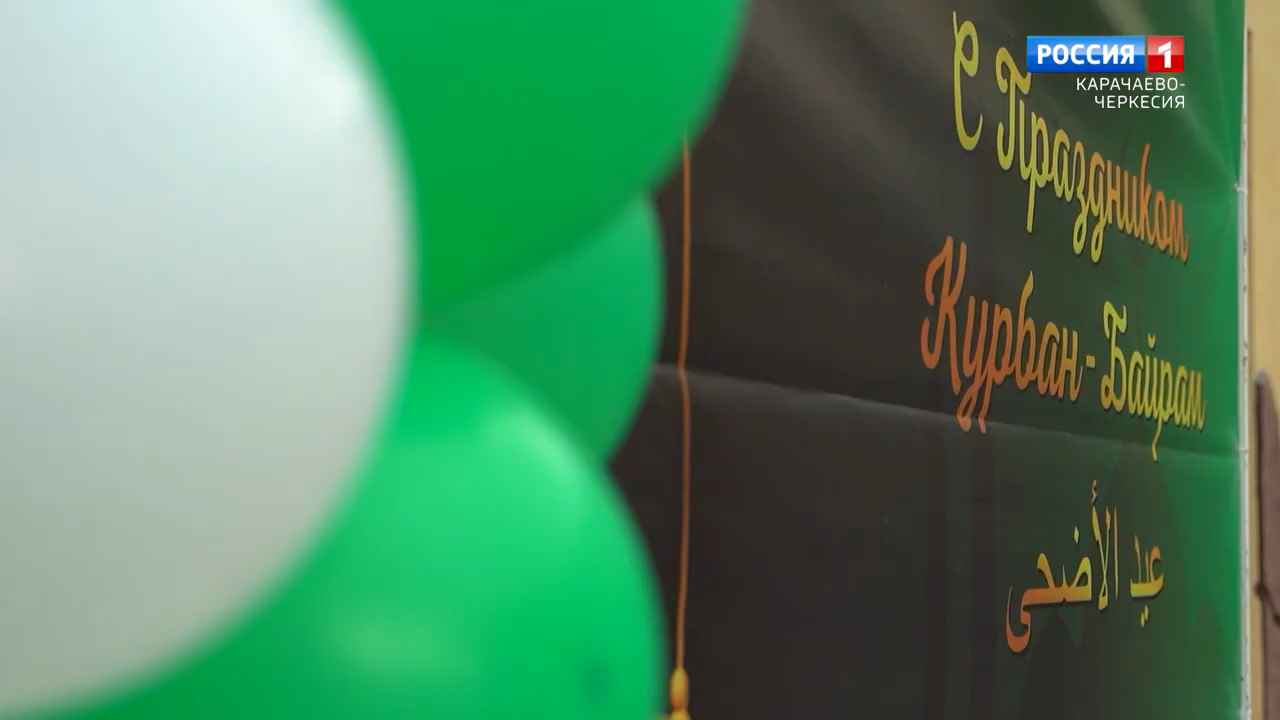 РОССИЯ 1
КАРАЧАЕВО-
ЧЕРКЕСИЯ
С Праздником
Курбан-Байрам
عيد الأضحى